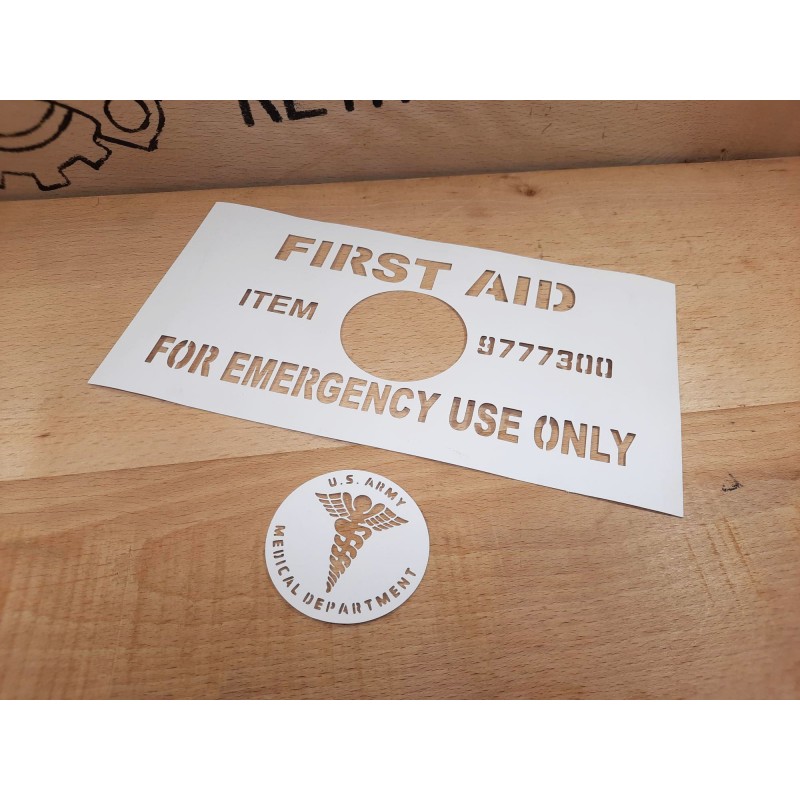 FIRST AID
ITEM 9777300
FOR EMERGENCY USE ONLY
U.S. ARMY
MEDICAL DEPARTMENT